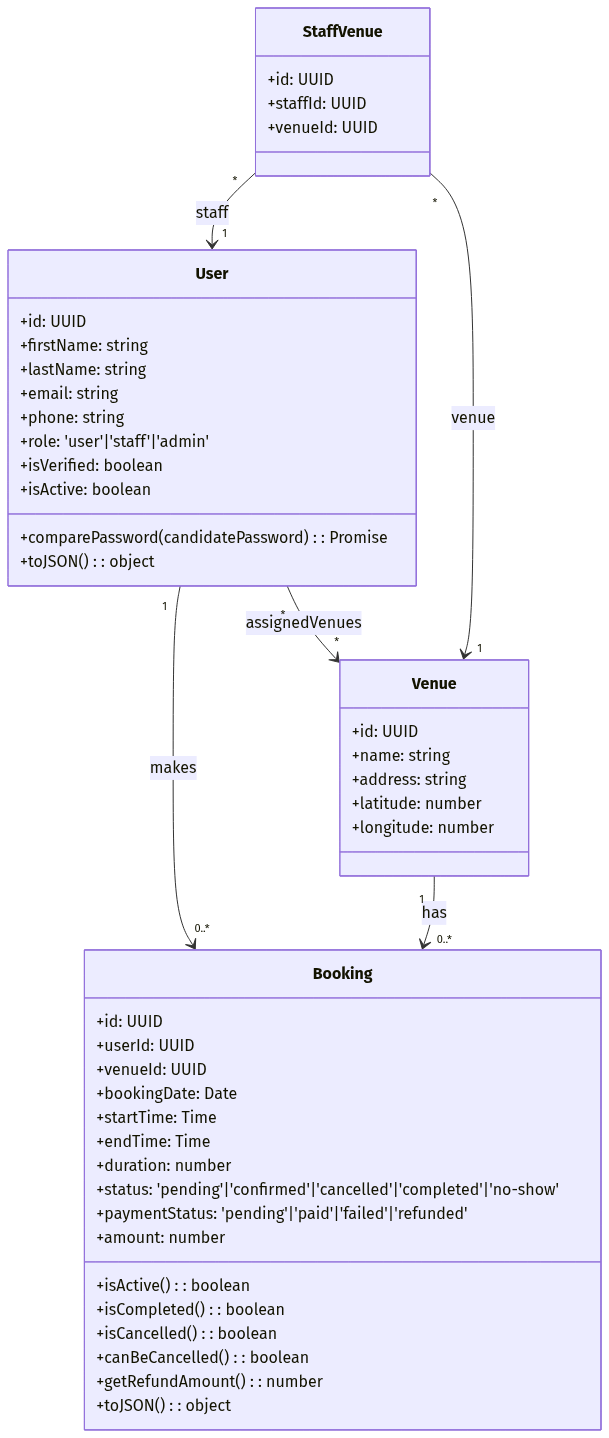 StaffVenue
+id: UUID
+staffId: UUID
+venueId: UUID
*
*
staff
1
User
+id: UUID
+firstName: string
+lastName: string
+email: string
+phone: string
+role: 'user'|'staff'|'admin'
+isVerified: boolean
+isActive: boolean
+comparePassword(candidatePassword) : : Promise
+toJSON() : : object
venue
1
*
assignedVenues
*
1
Venue
+id: UUID
+name: string
+address: string
+latitude: number
+longitude: number
makes
1
has
0..*
0..*
Booking
+id: UUID
+userId: UUID
+venueId: UUID
+bookingDate: Date
+startTime: Time
+endTime: Time
+duration: number
+status: 'pending'|'confirmed'|'cancelled'|'completed'|'no-show'
+paymentStatus: 'pending'|'paid'|'failed'|'refunded'
+amount: number
+isActive() : : boolean
+isCompleted() : : boolean
+isCancelled() : : boolean
+canBeCancelled() : : boolean
+getRefundAmount() : : number
+toJSON() : : object